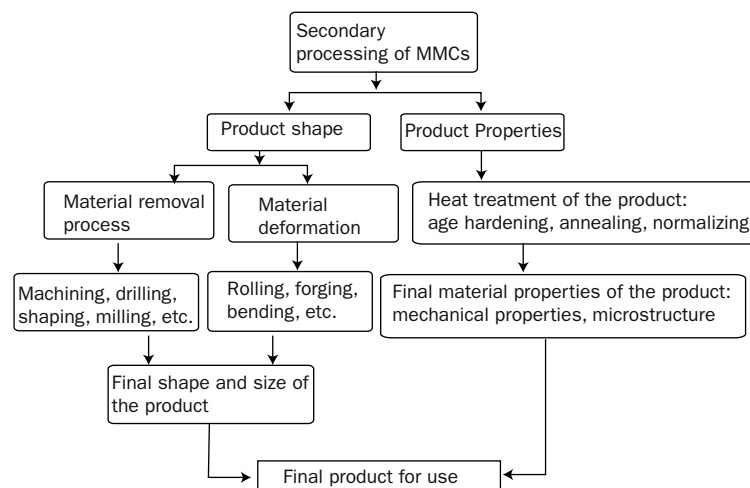 Secondary
processing of MMCs
Product shape
Product Properties
Material removal
process
Material
deformation
Heat treatment of the product:
age hardening, annealing, normalizing
Machining, drilling,
shaping, milling, etc.
Rolling, forging,
bending, etc.
Final material properties of the product:
mechanical properties, microstructure
Final shape and size of
the product
Final product for use